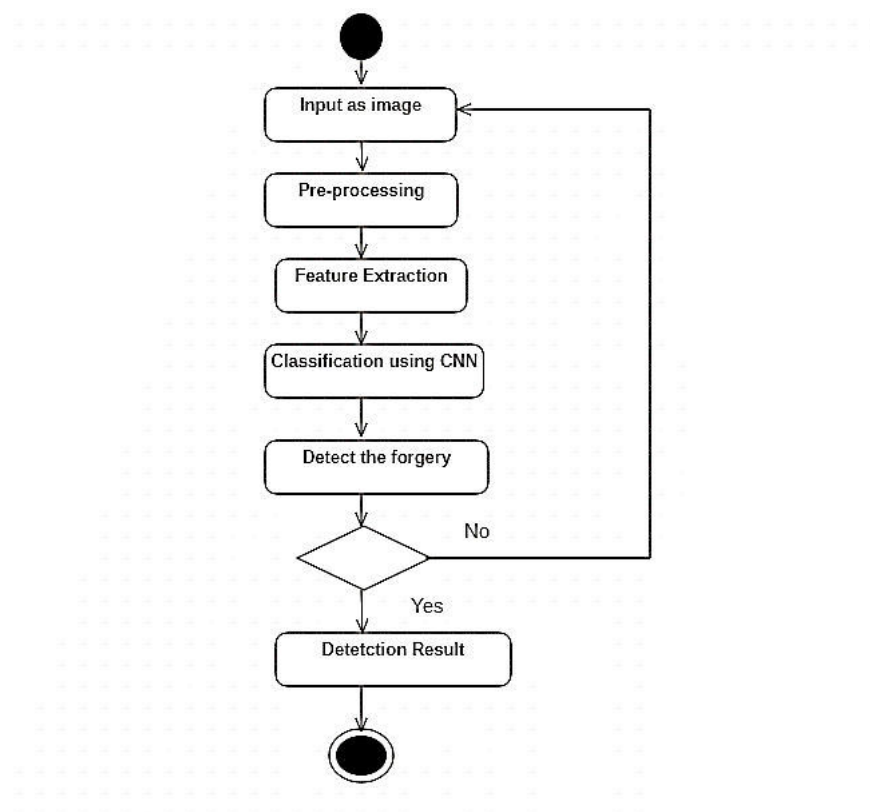 Input as image
Pre-processing
Feature Extraction
Classification using CNN
Detect the forgery
No
Yes
Detetction Result